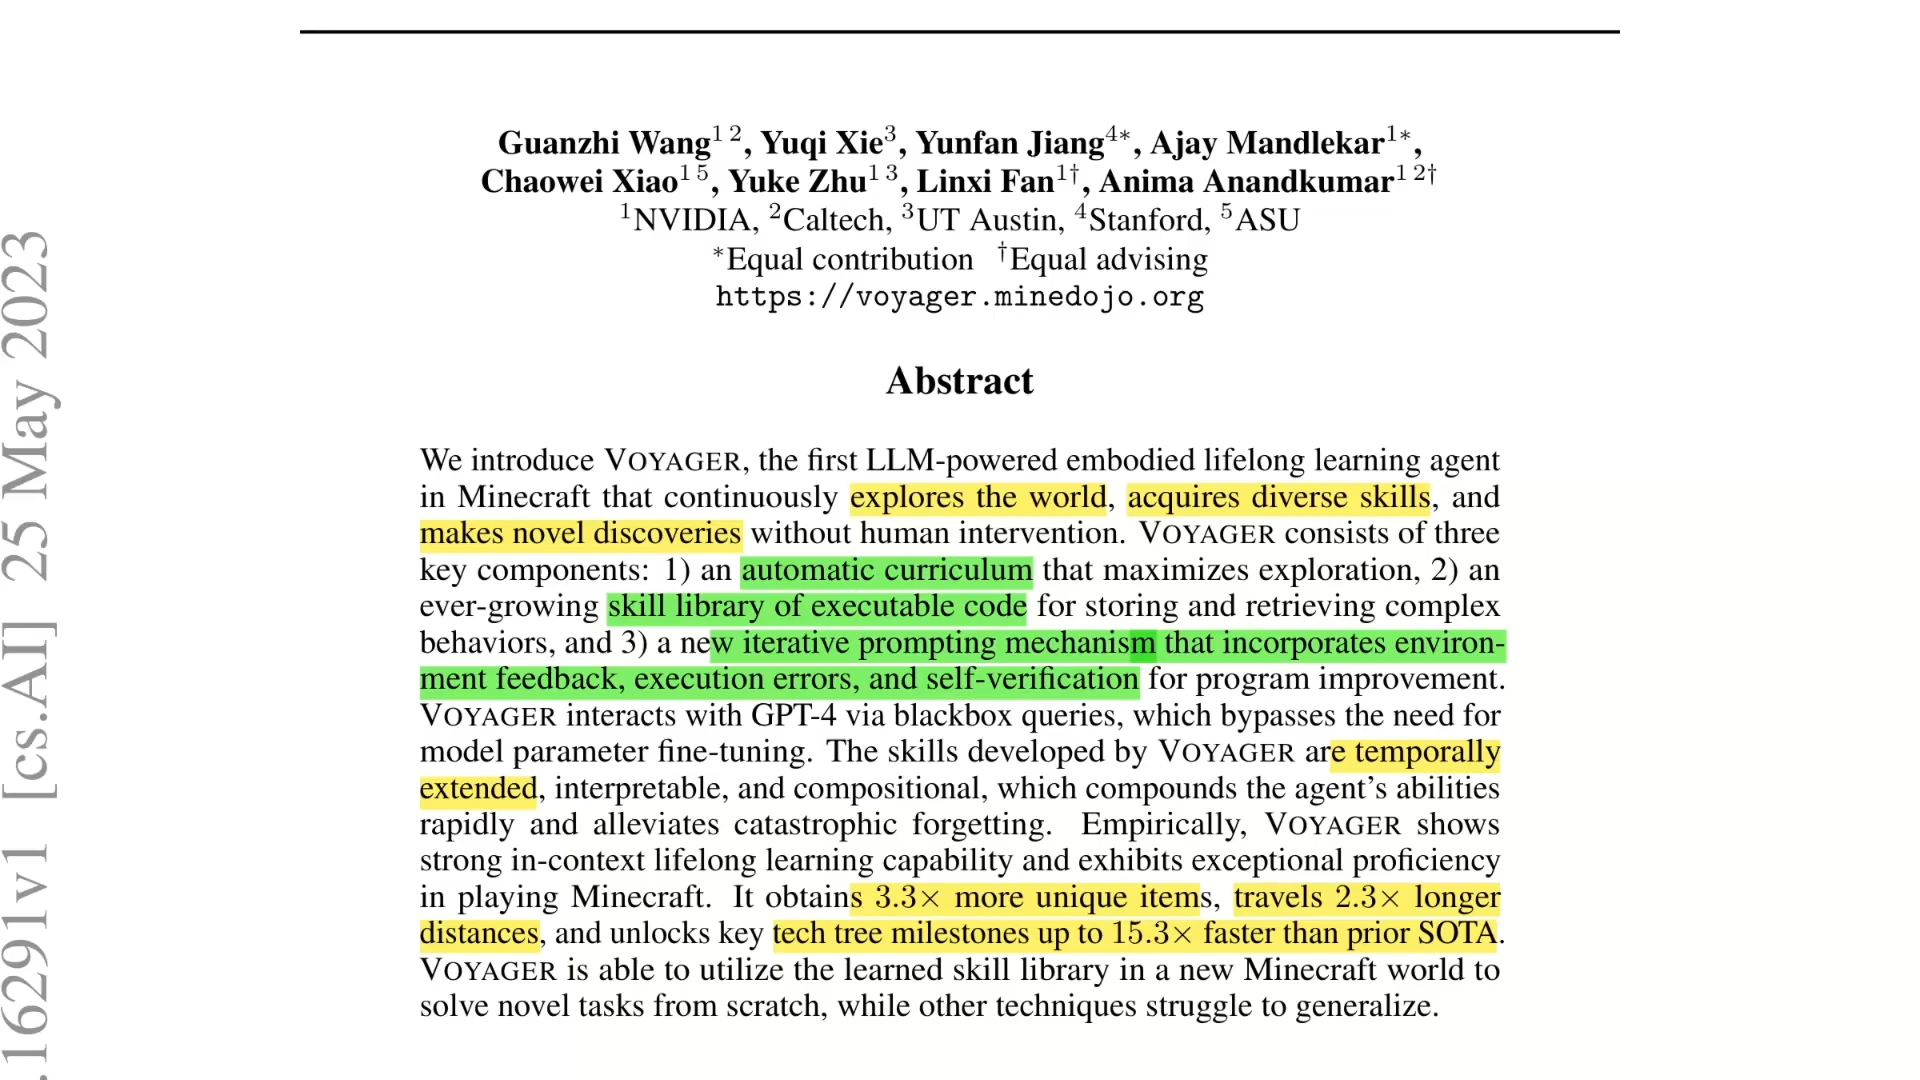 Guanzhi Wang1 2, Yuqi Xie3, Yunfan Jiang4*, Ajay Mandlekar1*,
Chaowei Xiao1 5, Yuke Zhu1 3, Linxi Fan1†, Anima Anandkumar1 2†
1NVIDIA, 2Caltech, 3UT Austin, 4Stanford, 5ASU
*Equal contribution †Equal advising
https://voyager.minedojo.org
Abstract
We introduce VOYAGER, the first LLM-powered embodied lifelong learning agent
in Minecraft that continuously explores the world, acquires diverse skills, and
makes novel discoveries without human intervention. VOYAGER consists of three
key components: 1) an automatic curriculum that maximizes exploration, 2) an
ever-growing skill library of executable code for storing and retrieving complex
behaviors, and 3) a new iterative prompting mechanism that incorporates environ-
ment feedback, execution errors, and self-verification for program improvement.
VOYAGER interacts with GPT-4 via blackbox queries, which bypasses the need for
model parameter fine-tuning. The skills developed by VOYAGER are temporally
extended, interpretable, and compositional, which compounds the agent's abilities
rapidly and alleviates catastrophic forgetting. Empirically, VOYAGER shows
strong in-context lifelong learning capability and exhibits exceptional proficiency
in playing Minecraft. It obtains 3.3× more unique items, travels 2.3× longer
distances, and unlocks key tech tree milestones up to 15.3× faster than prior SOTA.
VOYAGER is able to utilize the learned skill library in a new Minecraft world to
solve novel tasks from scratch, while other techniques struggle to generalize.
.16291v1 [cs.AI] 25 May 2023